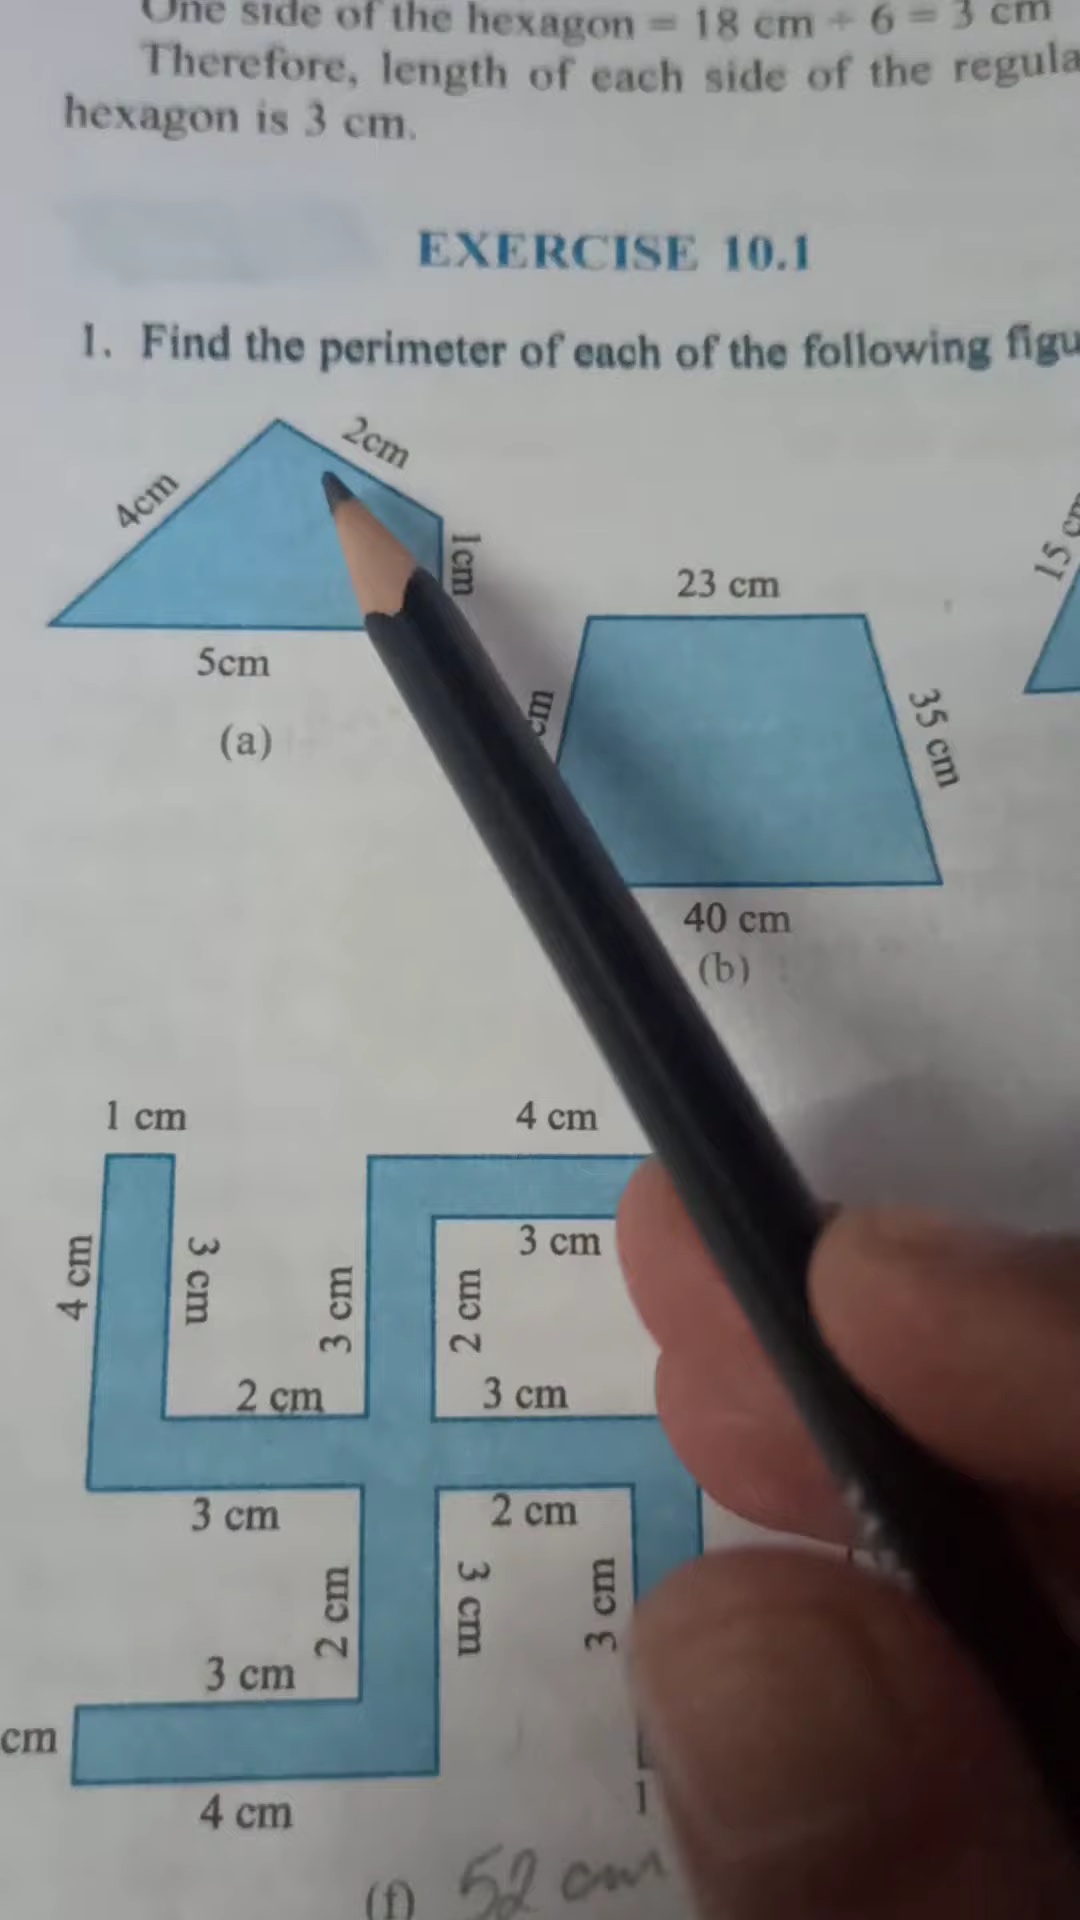 One side of the hexagon = 18 cm ÷ 6 = 3 cm
Therefore, length of each side of the
hexagon is 3 cm.
EXERCISE 10.1
1. Find the perimeter of each of the following
2cm
4cm
1cm
5cm
(a)
23 cm
cm
35 cm
40 cm
(b)
15
1 cm
4 cm
4 cm
3 cm
3 cm
3 cm
2 cm
2 cm
3 cm
3 cm
2 cm
2 cm
3 cm
3 cm
3 cm
cm
4 cm
1
(f) 52 cm